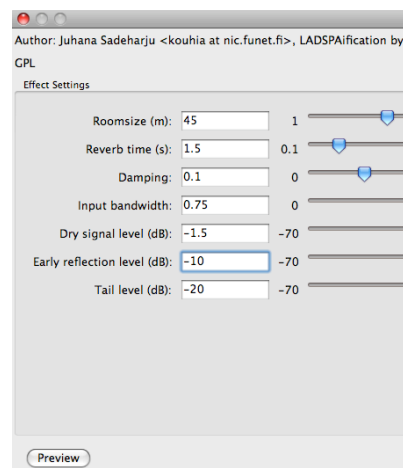 Author: Juhana Sadeharju <kouhia at nic.funet.fi>, LADSPAification by
GPL
Effect Settings
Roomsize (m): 45 1
Reverb time (s): 1.5 0.1
Damping: 0.1 0
Input bandwidth: 0.75 0
Dry signal level (dB): -1.5 -70
Early reflection level (dB): -10 -70
Tail level (dB): -20 -70
Preview